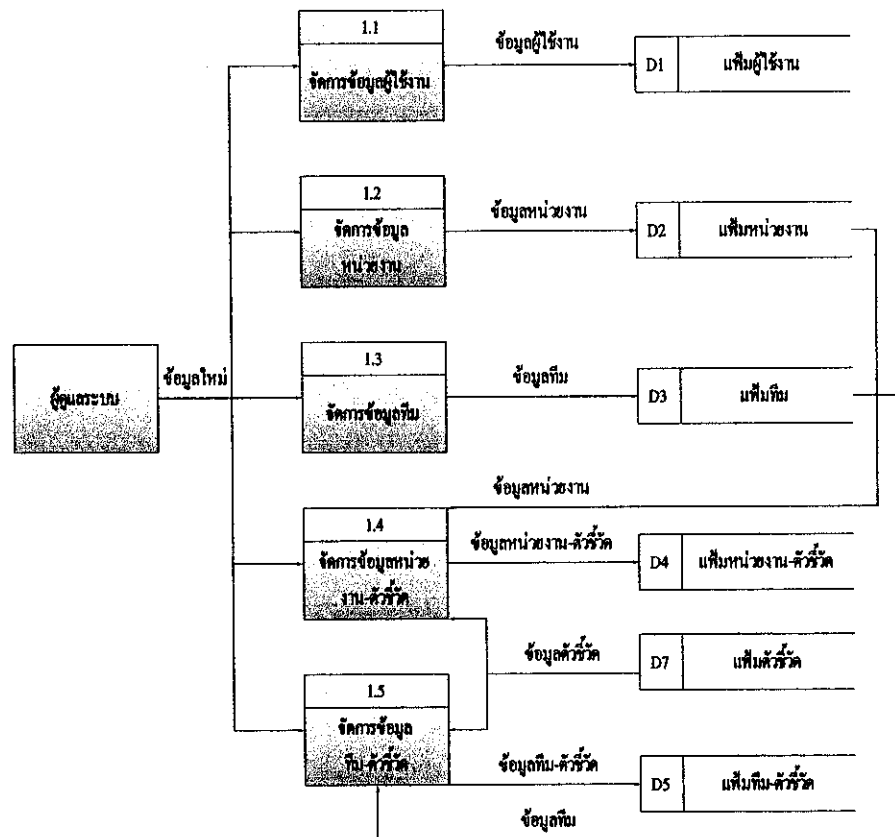 1.1
ข้อมูลผู้ใช้งาน
จัดการข้อมูลผู้ใช้งาน
D1 แฟ้มผู้ใช้งาน
1.2
ข้อมูลหน่วยงาน
จัดการข้อมูล
หน่วยงาน
D2 แฟ้มหน่วยงาน
ผู้ดูแลระบบ
ข้อมูลใหม่
1.3
ข้อมูลทีม
จัดการข้อมูลทีม
D3 แฟ้มทีม
ข้อมูลหน่วยงาน
1.4
ข้อมูลหน่วยงาน-ตัวชี้วัด
จัดการข้อมูลหน่วย
งาน-ตัวชี้วัด
D4 แฟ้มหน่วยงาน-ตัวชี้วัด
ข้อมูลตัวชี้วัด
D7 แฟ้มตัวชี้วัด
1.5
จัดการข้อมูล
ทีม-ตัวชี้วัด
ข้อมูลทีม-ตัวชี้วัด
D5 แฟ้มทีม-ตัวชี้วัด
ข้อมูลทีม